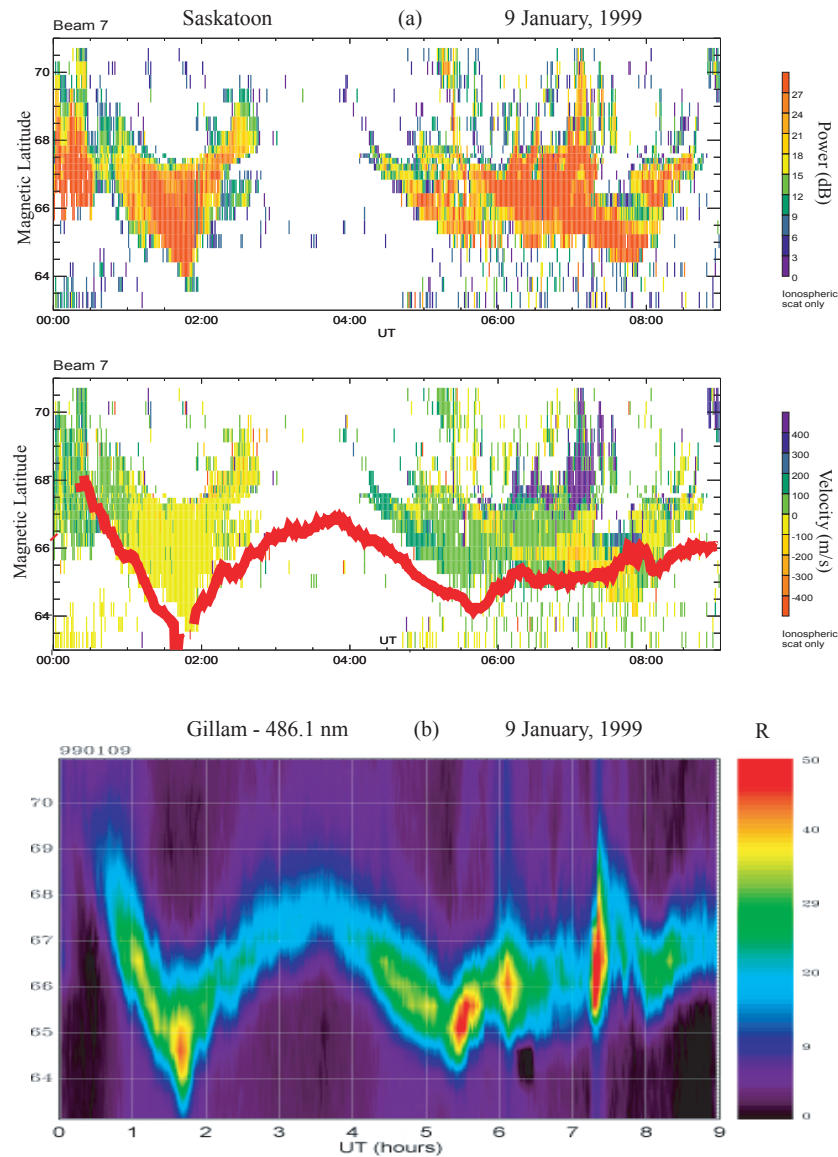 Saskatoon (a) 9 January, 1999
Beam 7
Magnetic Latitude
70
68
66
64
00:00 02:00 04:00 06:00 08:00
UT
27
24
21
18
15
12
9
6
3
0
Power (dB)
Ionospheric
scat only
Beam 7
Magnetic Latitude
70
68
66
64
00:00 02:00 04:00 06:00 08:00
UT
400
300
200
100
0
-100
-200
-300
-400
Velocity (m/s)
Ionospheric
scat only
Gillam - 486.1 nm (b) 9 January, 1999 R
990109
70
69
68
67
66
65
64
0 1 2 3 4 5 6 7 8 9
UT (hours)
50
40
29
20
9
0